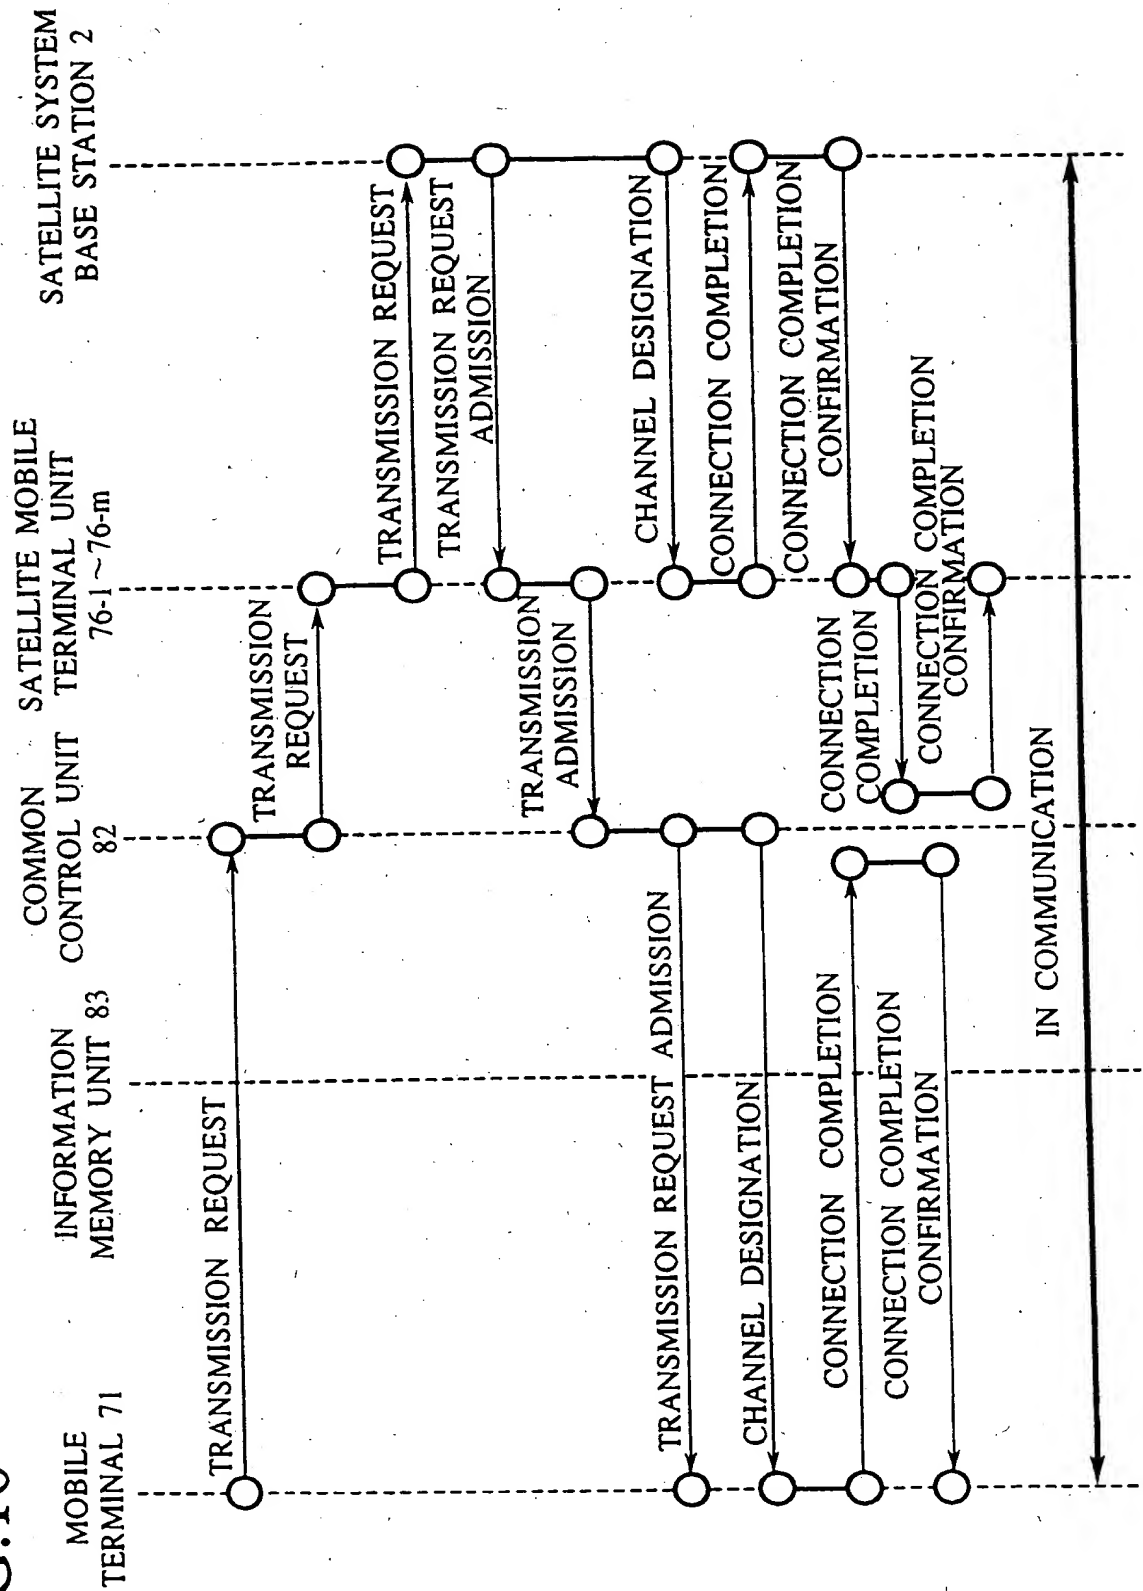 MOBILE
TERMINAL 71
INFORMATION
MEMORY UNIT 83
COMMON
CONTROL UNIT
82
SATELLITE MOBILE
TERMINAL UNIT
76-1~76-m
SATELLITE SYSTEM
BASE STATION 2
TRANSMISSION REQUEST
TRANSMISSION
REQUEST
TRANSMISSION REQUEST
TRANSMISSION REQUEST
ADMISSION
TRANSMISSION
ADMISSION
TRANSMISSION REQUEST ADMISSION
CHANNEL DESIGNATION
CHANNEL DESIGNATION
CONNECTION COMPLETION
CONNECTION COMPLETION
CONFIRMATION
CONNECTION COMPLETION
CONNECTION COMPLETION
CONFIRMATION
CONNECTION
COMPLETION
CONNECTION COMPLETION
CONFIRMATION
IN COMMUNICATION